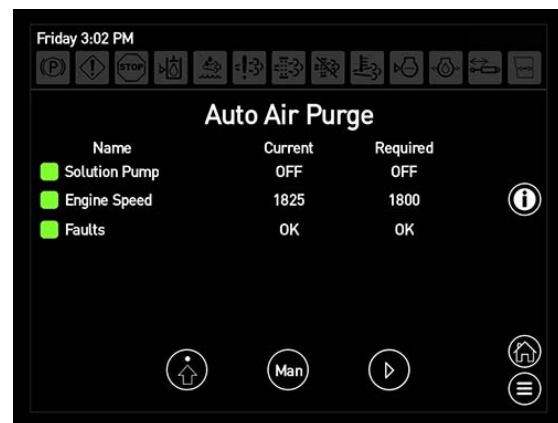 Friday 3:02 PM
(P) STOP
Auto Air Purge
Name Current Required
Solution Pump OFF OFF
Engine Speed 1825 1800
Faults OK OK
i
Man